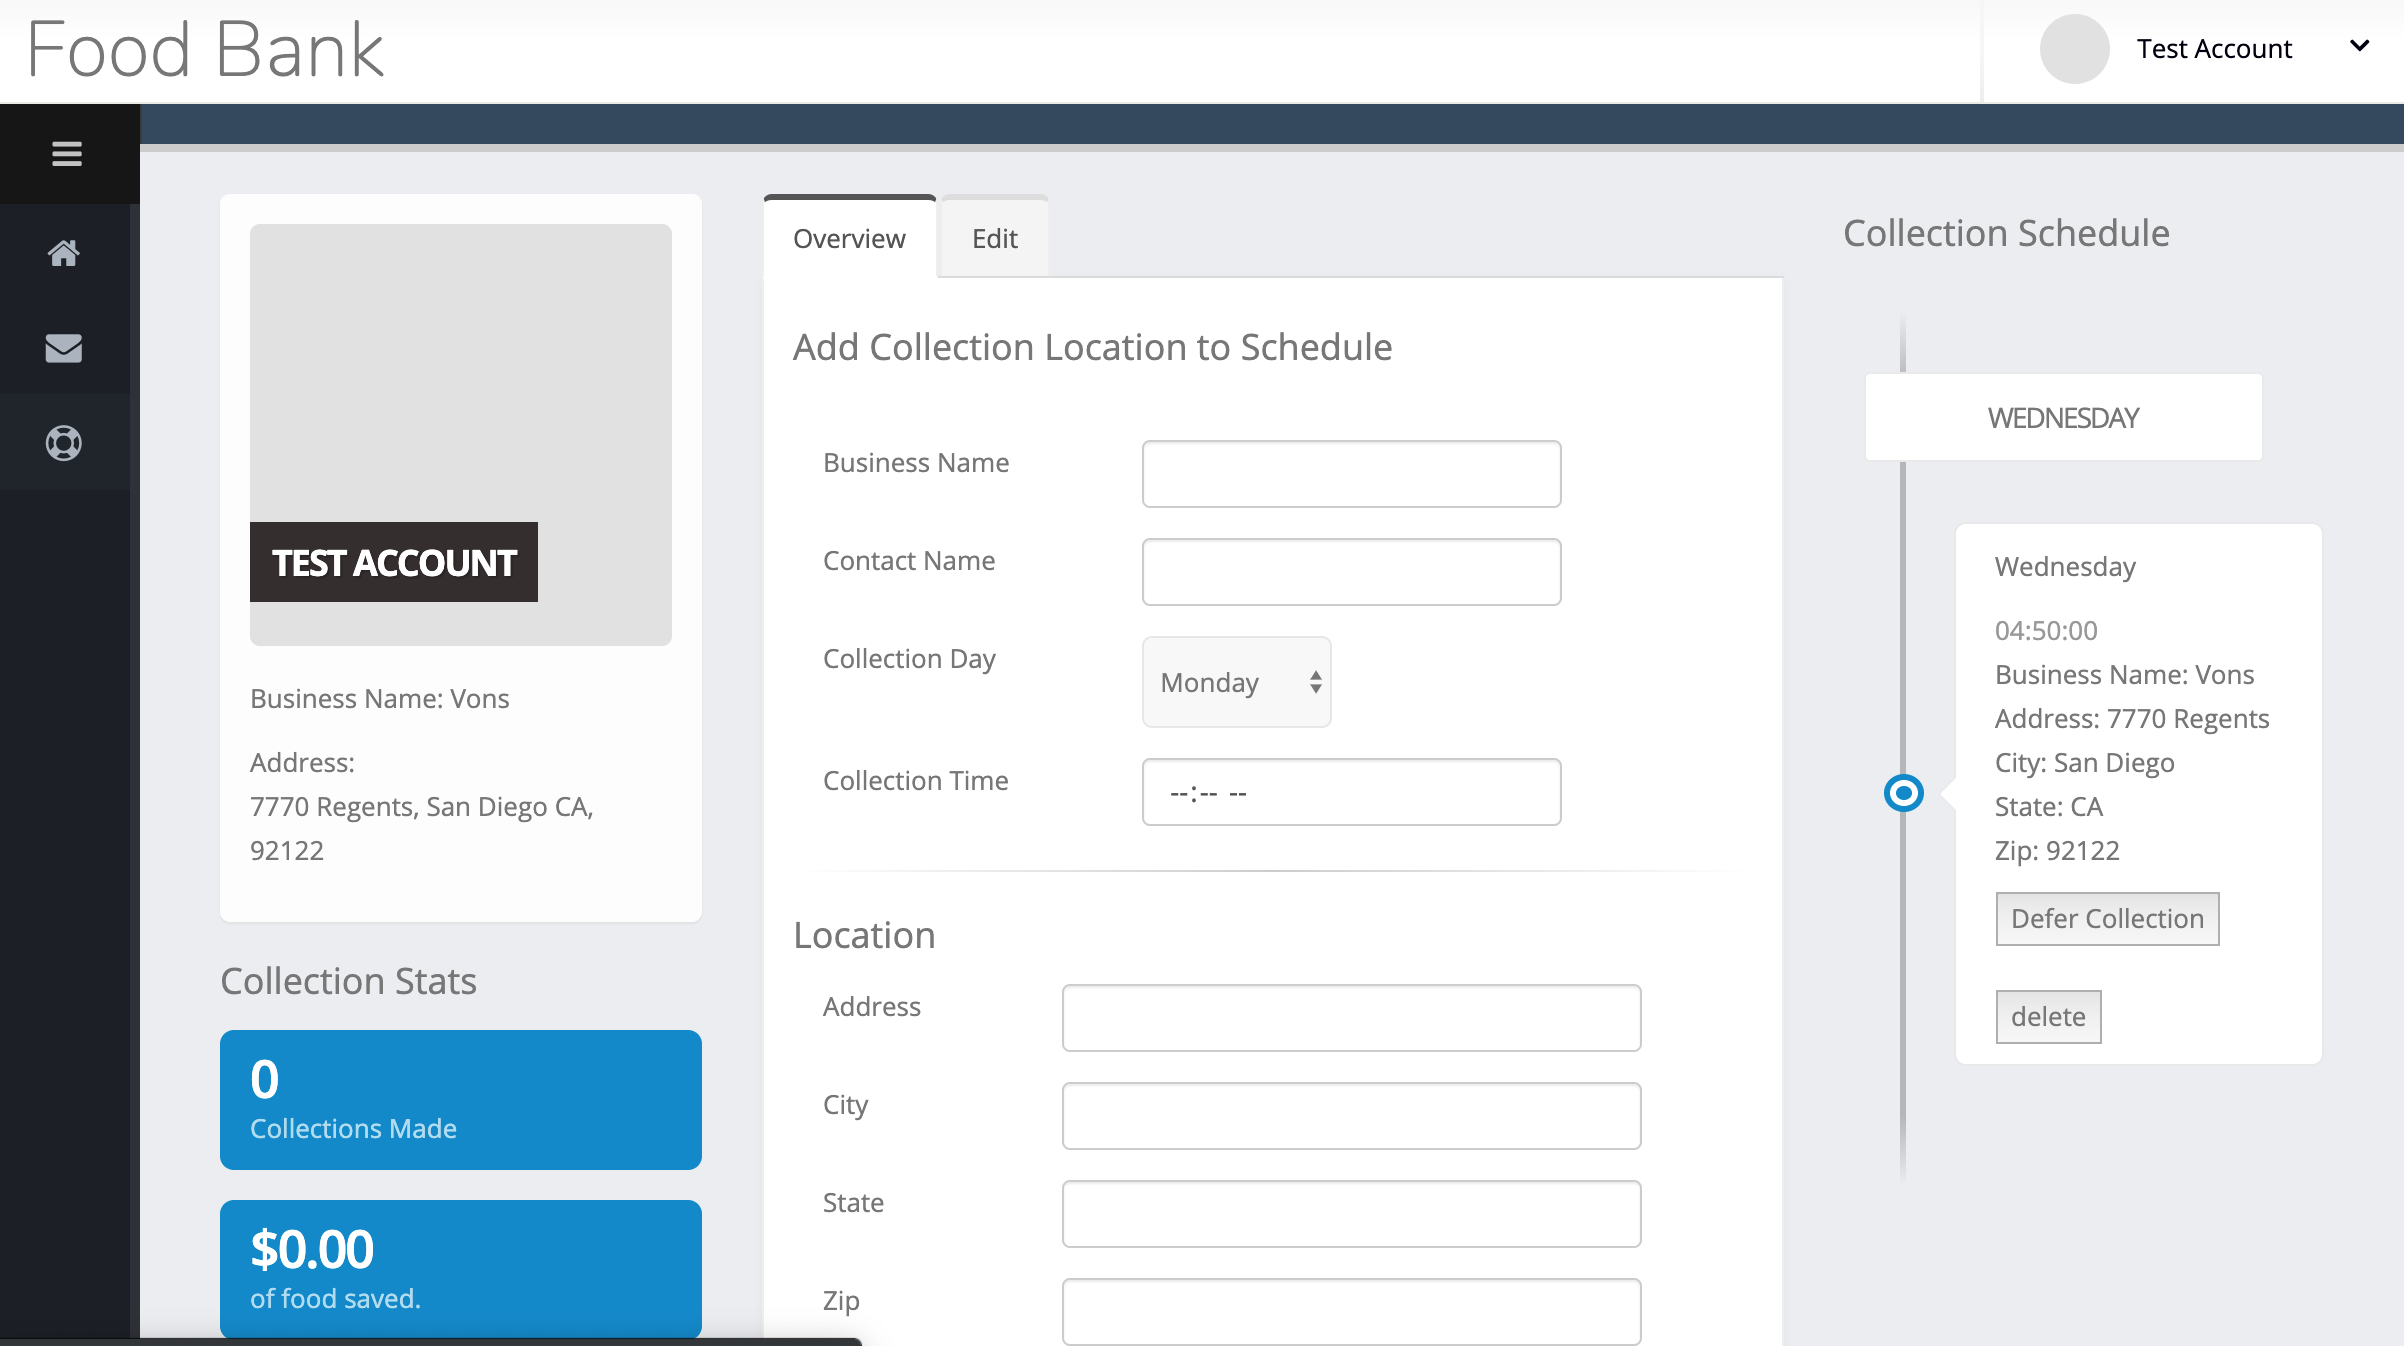 Food Bank
Test Account
TEST ACCOUNT
Business Name: Vons
Address:
7770 Regents, San Diego CA,
92122
Collection Stats
0
Collections Made
$0.00
of food saved.
Overview
Edit
Add Collection Location to Schedule
Business Name
Contact Name
Collection Day
Monday
Collection Time
--:-- --
Location
Address
City
State
Zip
Collection Schedule
WEDNESDAY
Wednesday
04:50:00
Business Name: Vons
Address: 7770 Regents
City: San Diego
State: CA
Zip: 92122
Defer Collection
delete